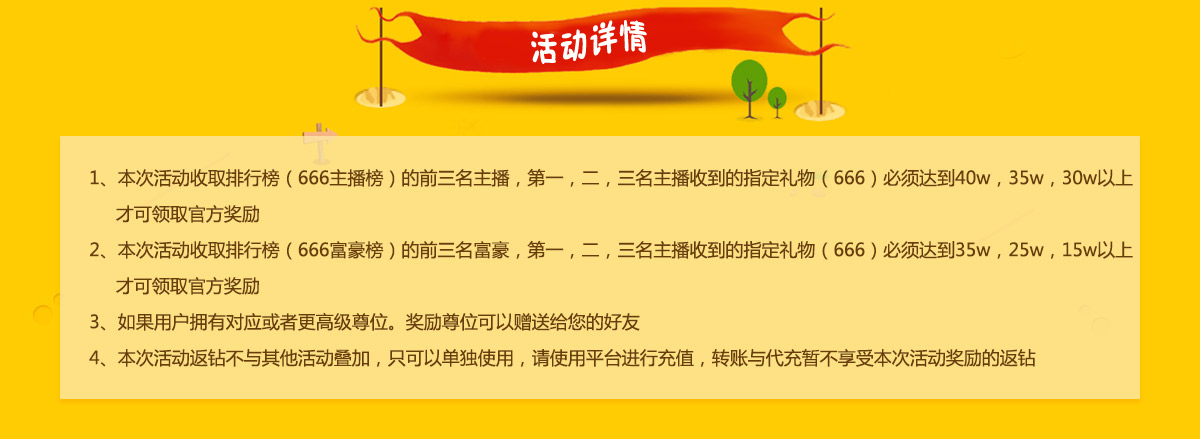 活动详情
1、本次活动收取排行榜（666主播榜）的前三名主播，第一，二，三名主播收到的指定礼物（666）必须达到40w，35w，30w以上
才可领取官方奖励
2、本次活动收取排行榜（666富豪榜）的前三名富豪，第一，二，三名主播收到的指定礼物（666）必须达到35w，25w，15w以上
才可领取官方奖励
3、如果用户拥有对应或者更高级尊位。奖励尊位可以赠送给您的好友
4、本次活动返钻不与其他活动叠加，只可以单独使用，请使用平台进行充值，转账与代充暂不享受本次活动奖励的返钻